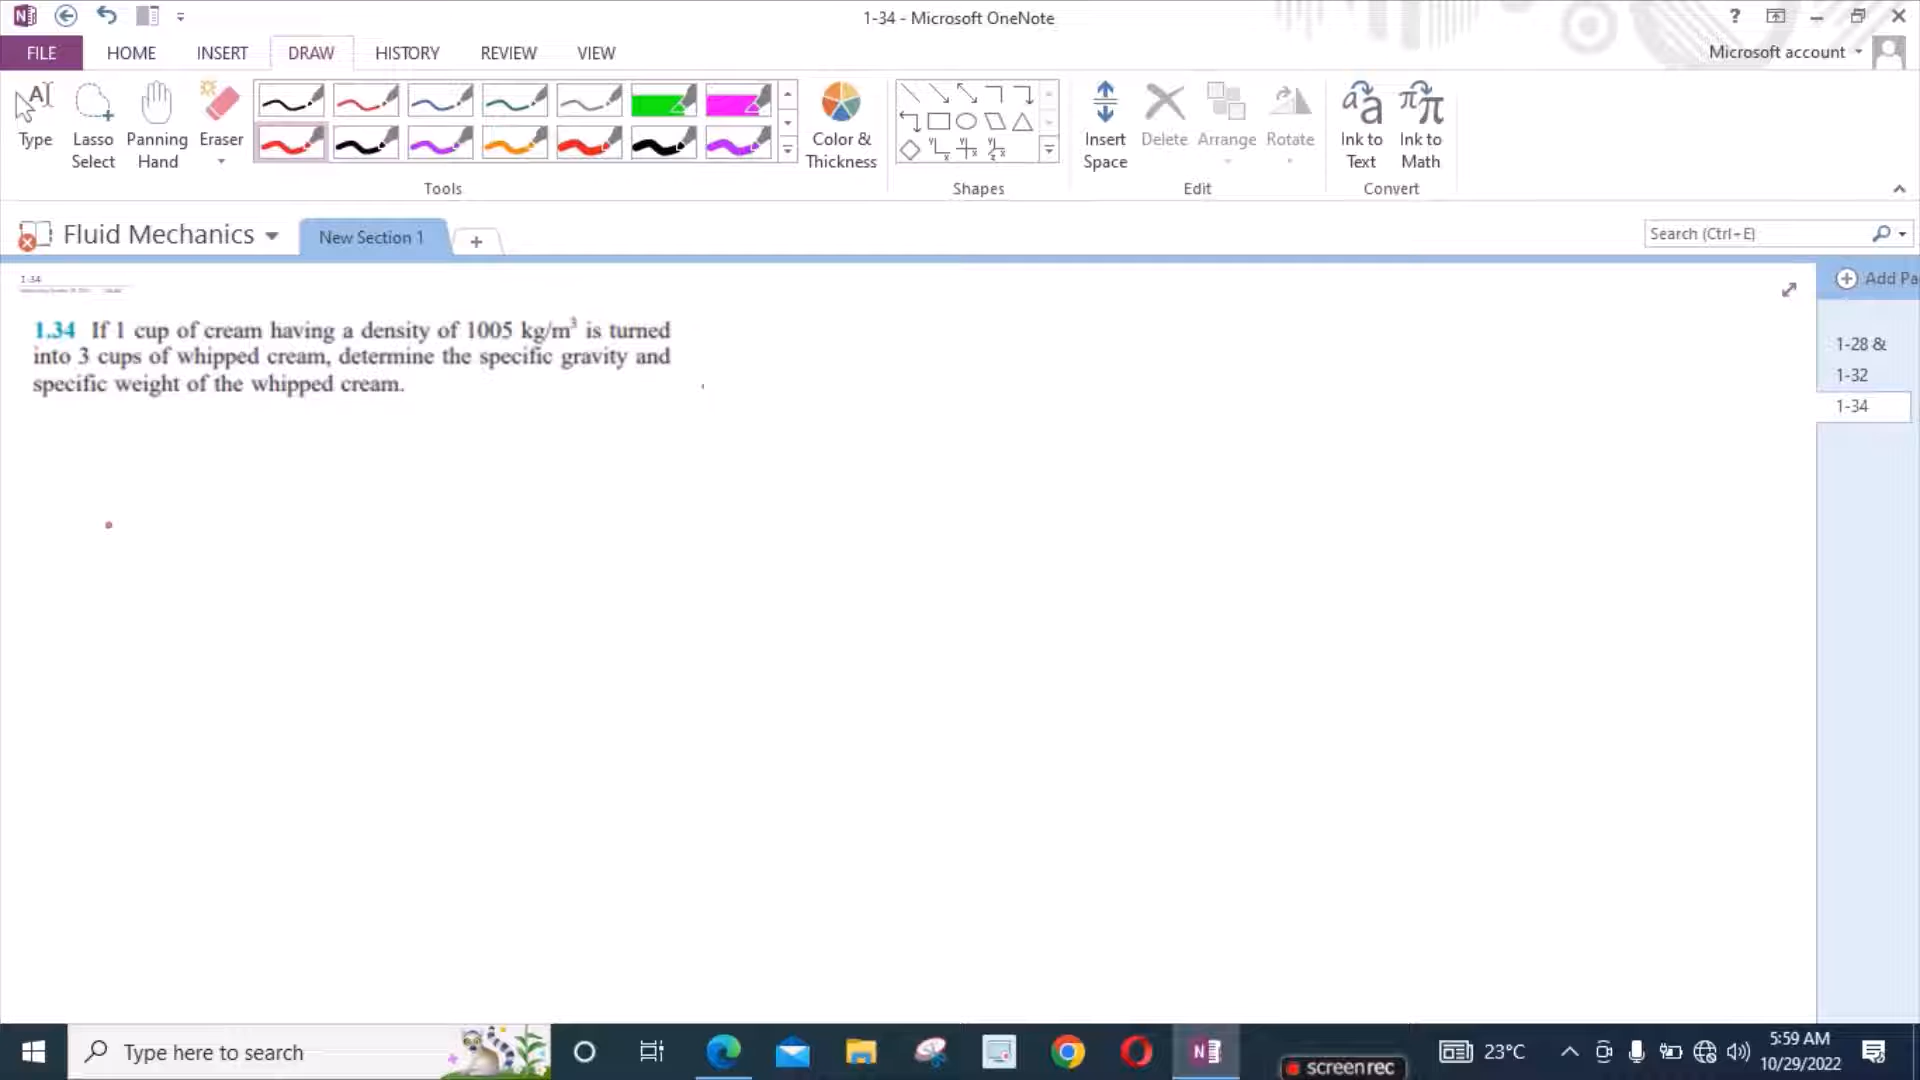 1-34 - Microsoft OneNote
?
FILE HOME INSERT DRAW HISTORY REVIEW VIEW
Microsoft account
Type
Lasso Select
Panning Hand
Eraser
Color & Thickness
Insert Space
Delete
Arrange
Rotate
Ink to Text
Ink to Math
Tools
Shapes
Edit
Convert
Fluid Mechanics
New Section 1
+
Search (Ctrl+E)
1-34
Add Pa
1.34 If 1 cup of cream having a density of 1005 kg/m³ is turned
into 3 cups of whipped cream, determine the specific gravity and
specific weight of the whipped cream.
1-28 &
1-32
1-34
Type here to search
screenrec
23°C
5:59 AM
10/29/2022